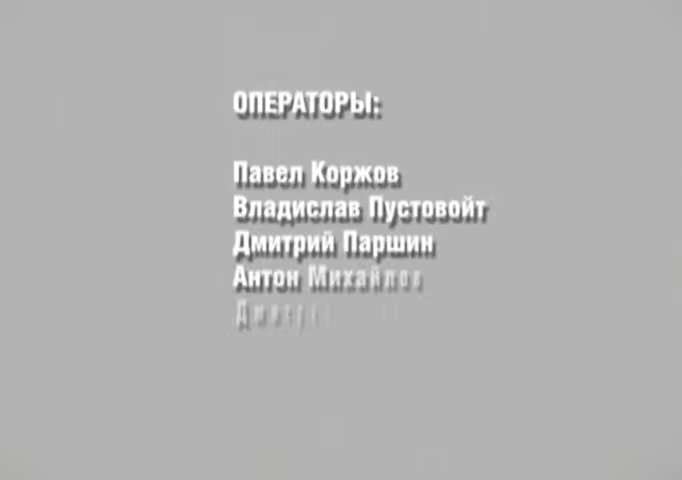 ОПЕРАТОРЫ:
Павел Коржов
Владислав Пустовойт
Дмитрий Паршин
Антон Михайлов